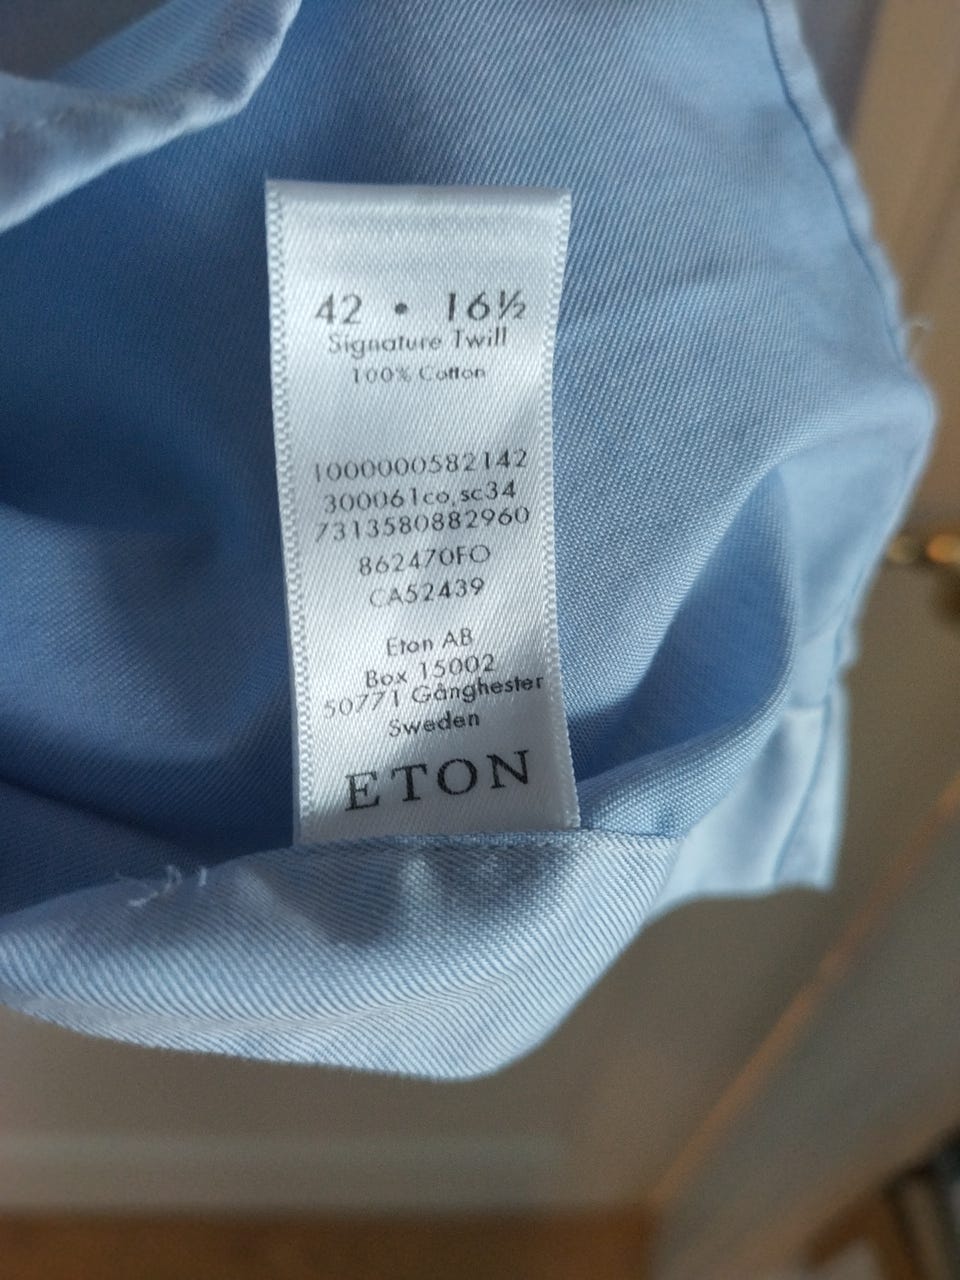 42 • 16½
Signature Twill
100% Cotton
1000000582142
300061co,sc34
7313580882960
862470FO
CA52439
Eton AB
Box 15002
50771 Gånghester
Sweden
ETON